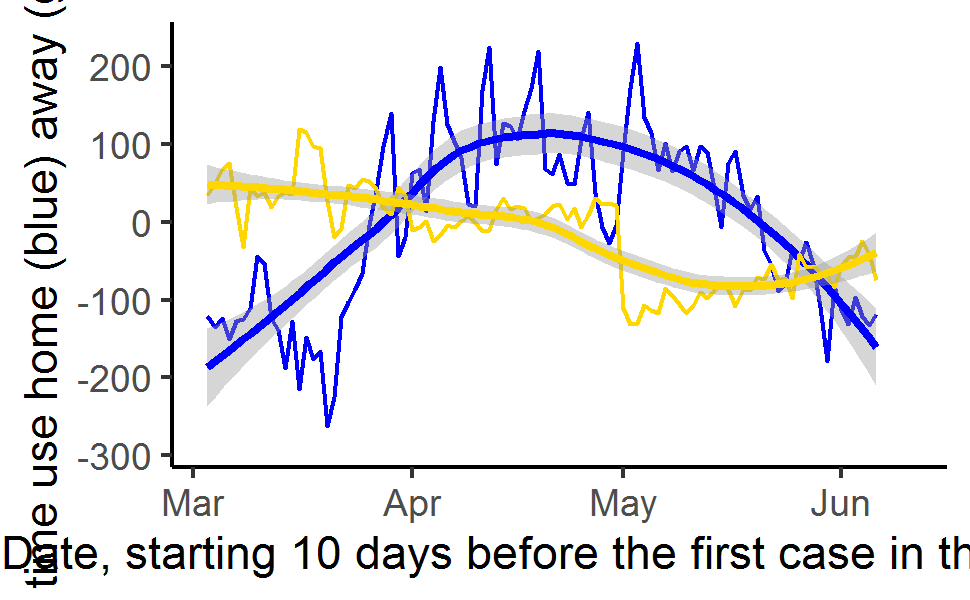 time use home (blue) away (g
200
100
0
-100
-200
-300
Mar Apr May Jun
Date, starting 10 days before the first case in th